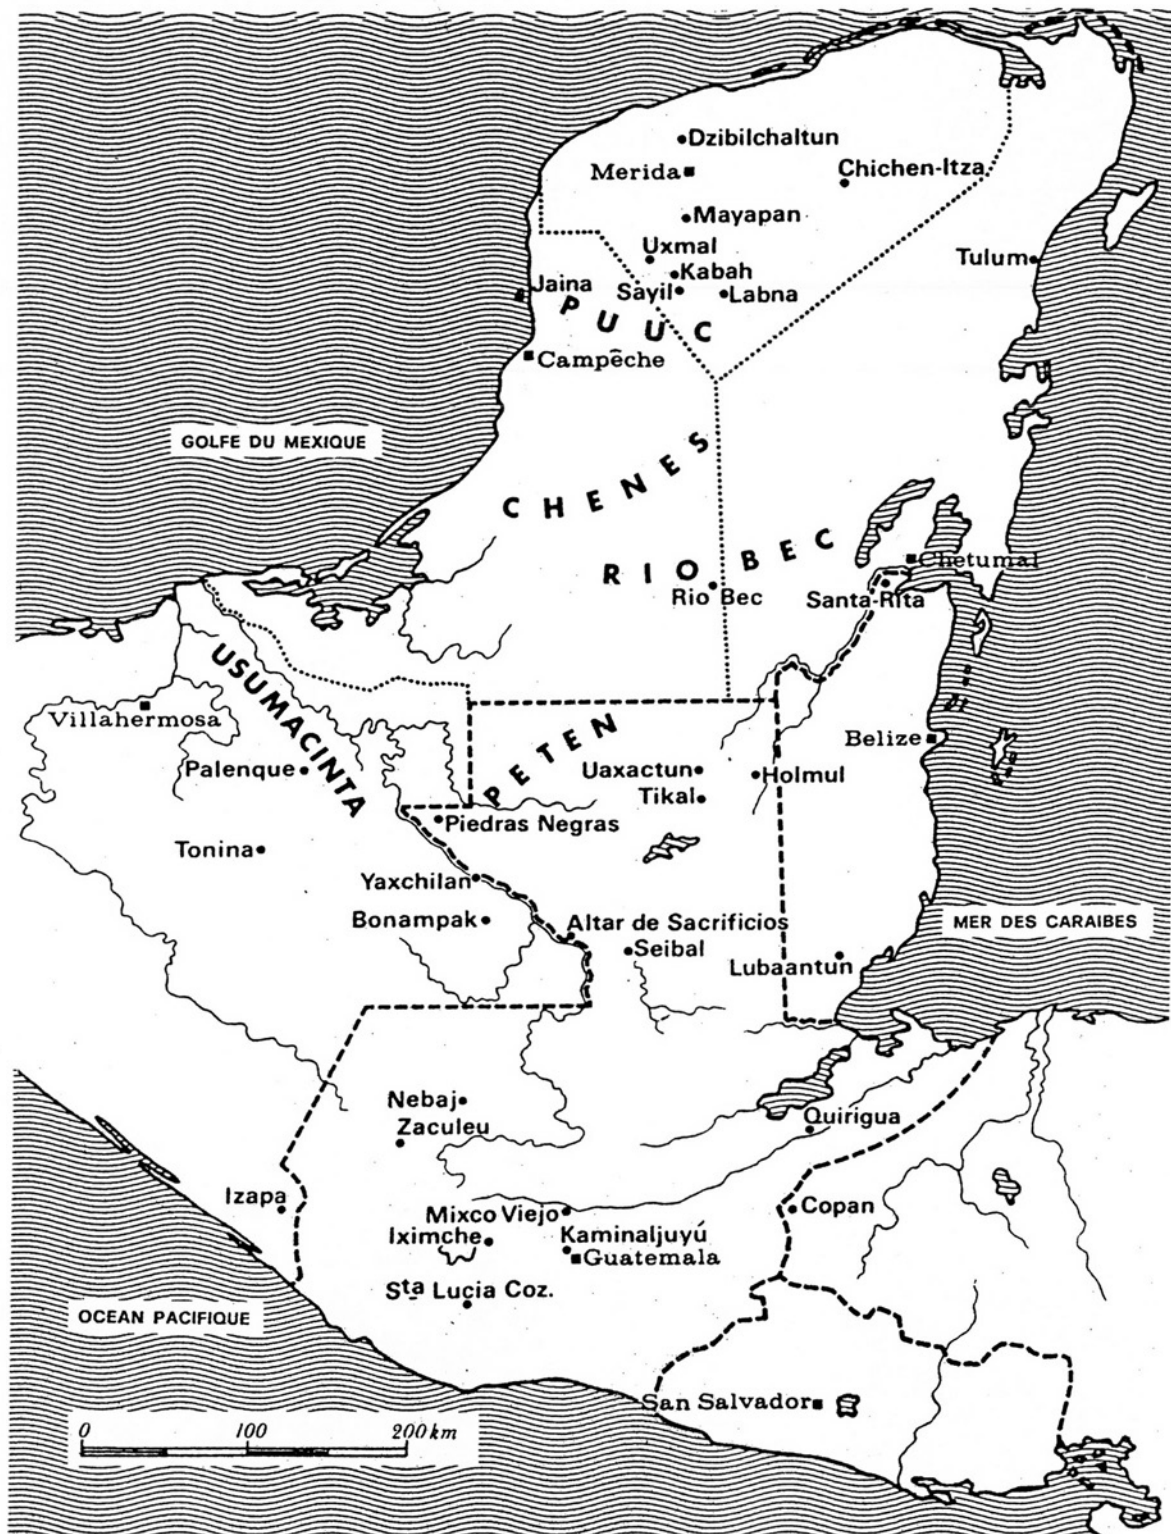 Dzibilchaltun
Merida
Chichen-Itza
Mayapan
Uxmal
Tulum
Kabah
Jaina
Sayil
Labna
PUUC
Campêche
GOLFE DU MEXIQUE
CHENES
RIO BEC
Chetumal
Rio Bec
Santa-Rita
USUMACINTA
Villahermosa
PETEN
Belize
Palenque
Uaxactun
Holmul
Tikal
Piedras Negras
Tonina
Yaxchilan
Bonampak
Altar de Sacrificios
MER DES CARAIBES
Seibal
Lubaantun
Nebaj
Zaculeu
Quirigua
Izapa
Mixco Viejo
Copan
Iximche
Kaminaljuyú
Guatemala
Sta Lucia Coz.
OCEAN PACIFIQUE
San Salvador
0 100 200 km